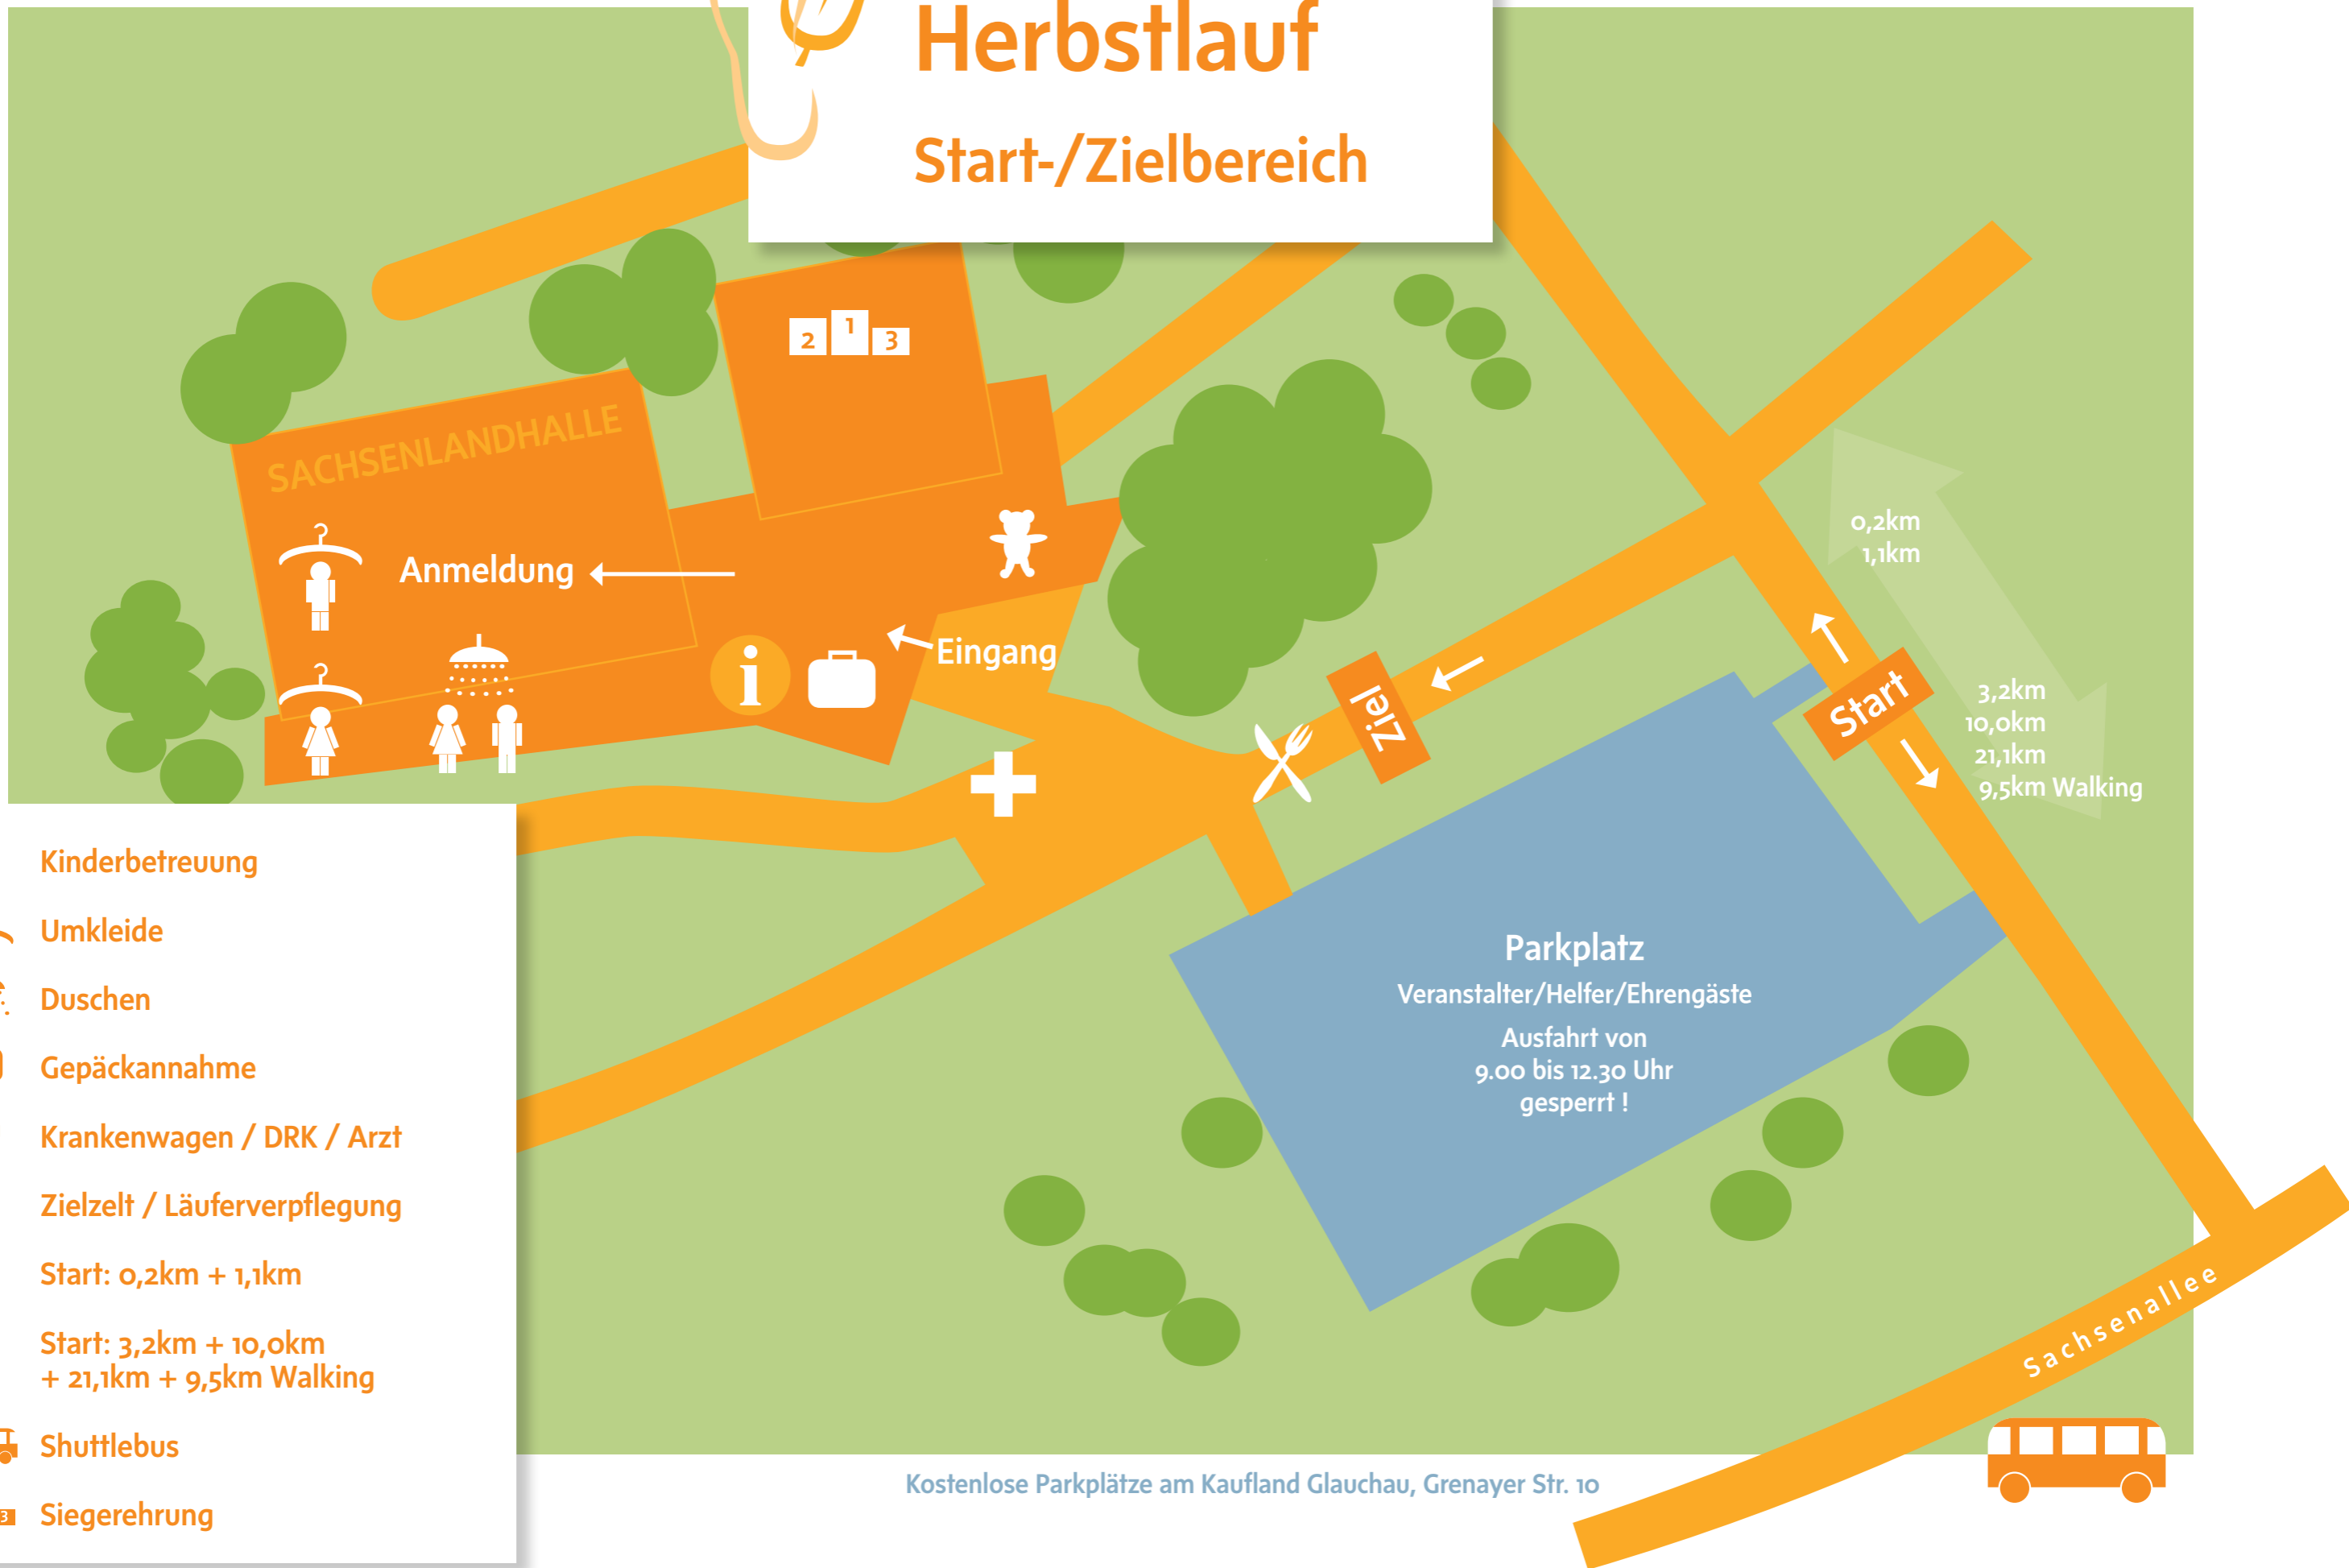 Herbstlauf
Start-/Zielbereich
2 1 3
SACHSENLANDHALLE
Anmeldung
i
Eingang
Ziel
Start
0,2km
1,1km
3,2km
10,0km
21,1km
9,5km Walking
Parkplatz
Veranstalter/Helfer/Ehrengäste
Ausfahrt von
9.00 bis 12.30 Uhr
gesperrt !
Sachsenallee
Kinderbetreuung
Umkleide
Duschen
Gepäckannahme
Krankenwagen / DRK / Arzt
Zielzelt / Läuferverpflegung
Start: 0,2km + 1,1km
Start: 3,2km + 10,0km
+ 21,1km + 9,5km Walking
Shuttlebus
3 Siegerehrung
Kostenlose Parkplätze am Kaufland Glauchau, Grenayer Str. 10